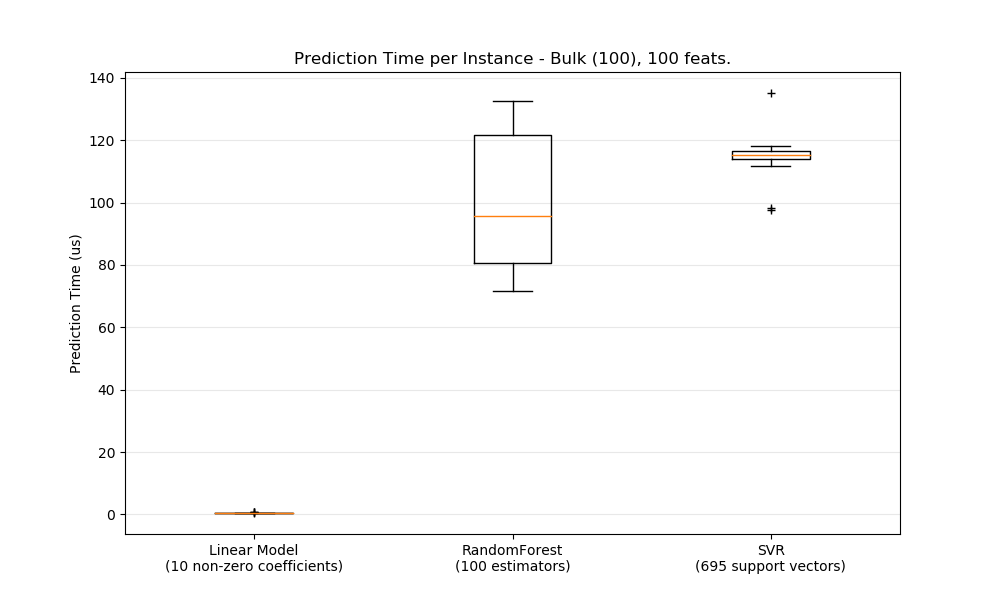 Prediction Time per Instance - Bulk (100), 100 feats.
140
120
100
80
60
40
20
0
Prediction Time (us)
Linear Model
(10 non-zero coefficients)
RandomForest
(100 estimators)
SVR
(695 support vectors)